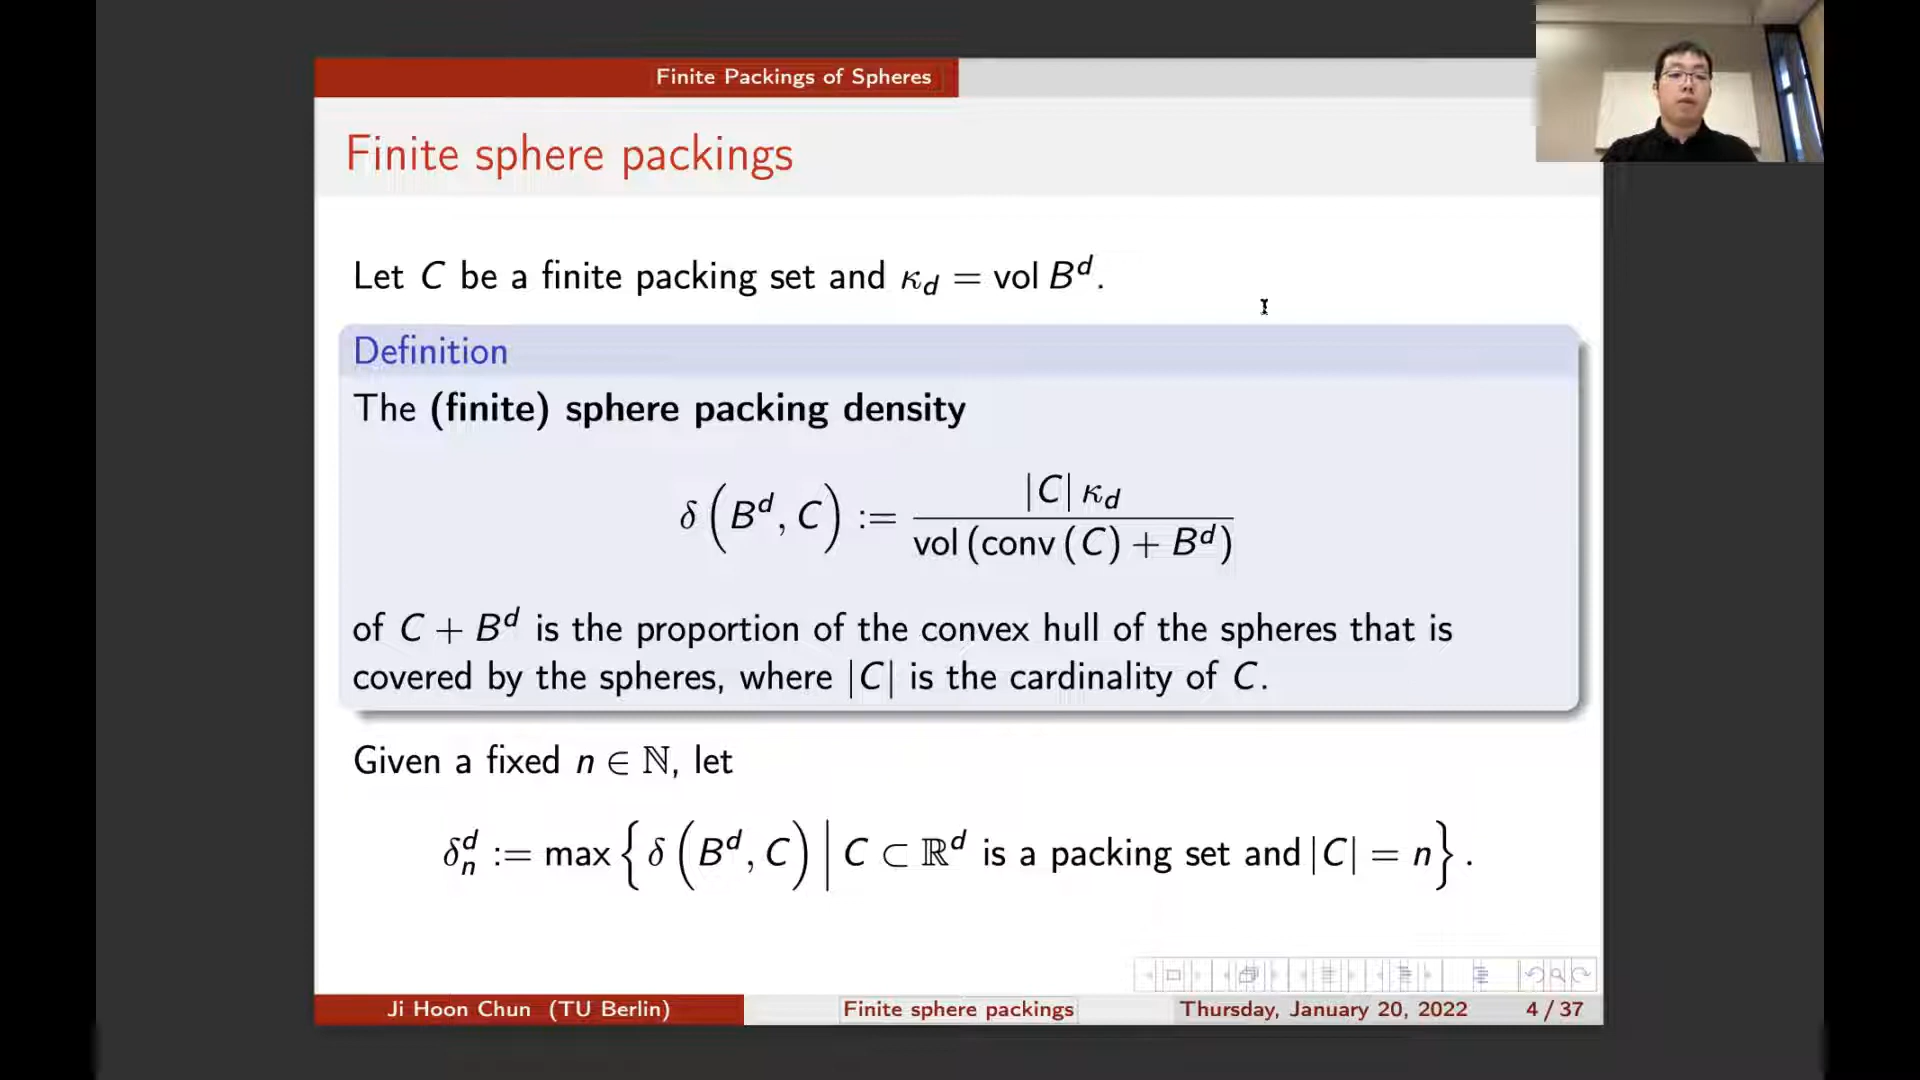 Finite Packings of Spheres
Finite sphere packings
Let C be a finite packing set and κ_d = vol B^d.
Definition
The (finite) sphere packing density
δ (B^d, C) := |C| κ_d / vol (conv (C) + B^d)
of C + B^d is the proportion of the convex hull of the spheres that is
covered by the spheres, where |C| is the cardinality of C.
Given a fixed n ∈ ℕ, let
δ_n^d := max { δ (B^d, C) | C ⊂ ℝ^d is a packing set and |C| = n } .
Ji Hoon Chun (TU Berlin) Finite sphere packings Thursday, January 20, 2022 4 / 37